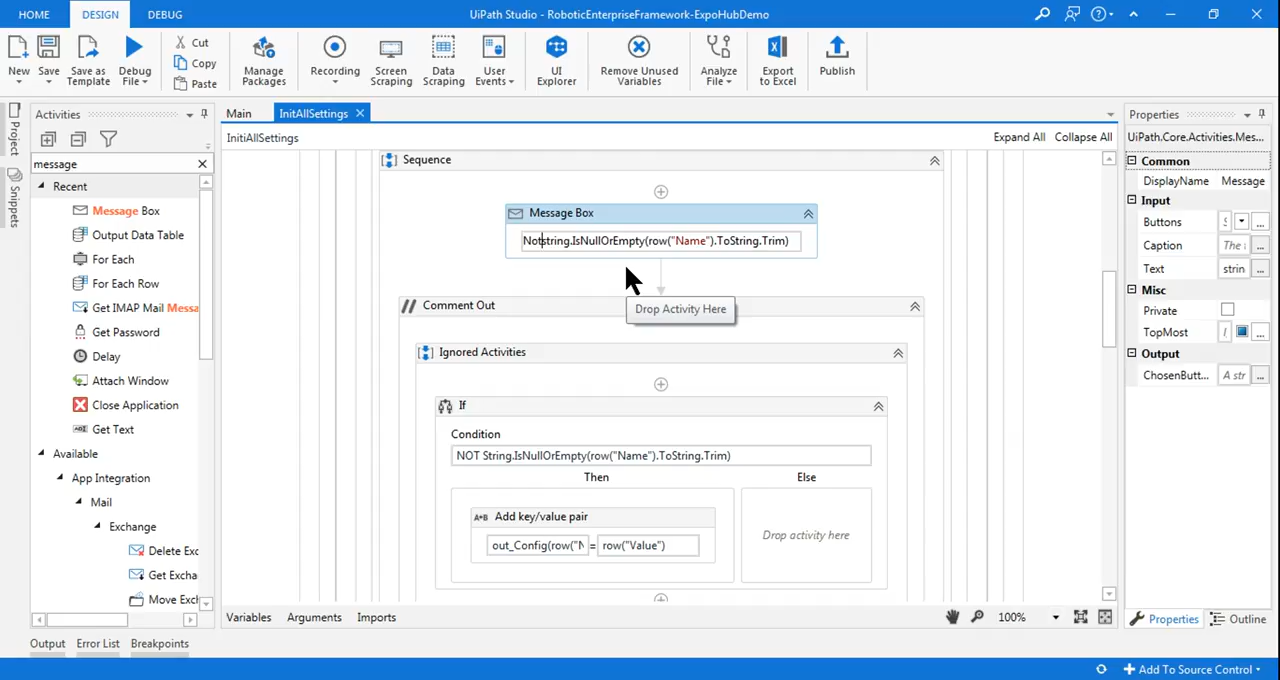 HOME DESIGN DEBUG UiPath Studio - RoboticEnterpriseFramework-ExpoHubDemo
New Save Save as Template Debug File Cut Copy Paste Manage Packages Recording Screen Scraping Data Scraping User Events UI Explorer Remove Unused Variables Analyze File Export to Excel Publish
Activities
Main InitAllSettings
Properties
Project
Snippets
InitiAllSettings
Expand All Collapse All
UiPath.Core.Activities.Mes...
message
Recent
Message Box
Output Data Table
For Each
For Each Row
Get IMAP Mail Messa
Get Password
Delay
Attach Window
Close Application
Get Text
Available
App Integration
Mail
Exchange
Delete Exc
Get Excha
Move Exch
Sequence
Message Box
Notstring.IsNullOrEmpty(row("Name").ToString.Trim)
Drop Activity Here
Comment Out
Ignored Activities
If
Condition
NOT String.IsNullOrEmpty(row("Name").ToString.Trim)
Then Else
Add key/value pair
out_Config(row("N = row("Value")
Drop activity here
Common
DisplayName Message
Input
Buttons ...
Caption The ...
Text strin ...
Misc
Private
TopMost ...
Output
ChosenButt... A str ...
Variables Arguments Imports
100%
Properties Outline
Output Error List Breakpoints
Add To Source Control